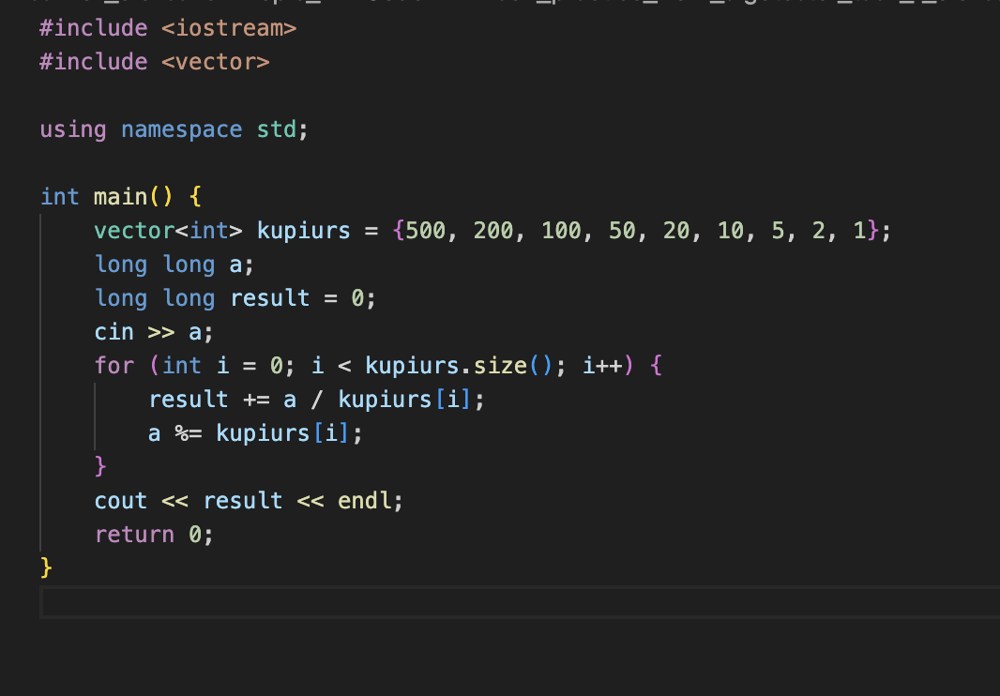 #include <iostream>
#include <vector>
using namespace std;
int main() {
vector<int> kupiurs = {500, 200, 100, 50, 20, 10, 5, 2, 1};
long long a;
long long result = 0;
cin >> a;
for (int i = 0; i < kupiurs.size(); i++) {
result += a / kupiurs[i];
a %= kupiurs[i];
}
cout << result << endl;
return 0;
}